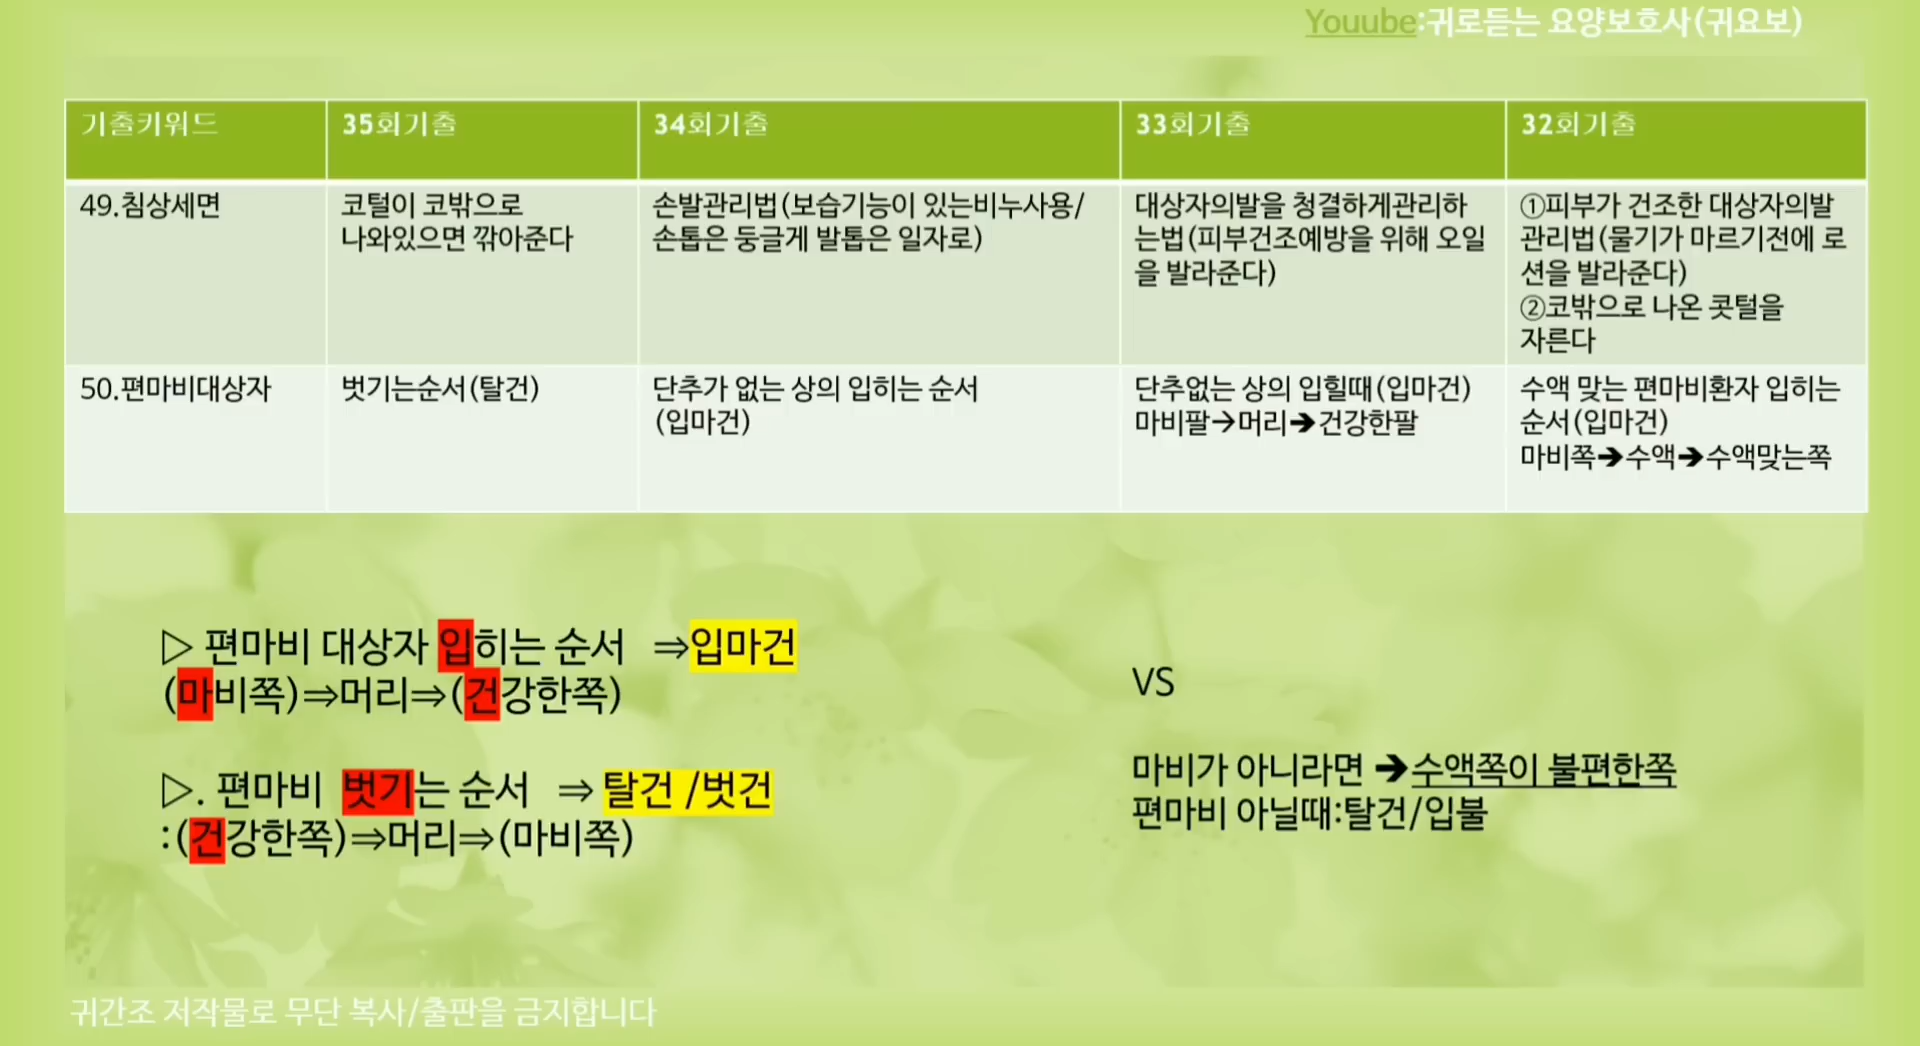 Youube:귀로듣는 요양보호사(귀요보)
기출키워드
35회기출
34회기출
33회기출
32회기출
49.침상세면
코털이 코밖으로
나와있으면 깎아준다
손발관리법(보습기능이 있는비누사용/
손톱은 둥글게 발톱은 일자로)
대상자의발을 청결하게관리하
는법(피부건조예방을 위해 오일
을 발라준다)
①피부가 건조한 대상자의발
관리법(물기가 마르기전에 로
션을 발라준다)
②코밖으로 나온 콧털을
자른다
50.편마비대상자
벗기는순서(탈건)
단추가 없는 상의 입히는 순서
(입마건)
단추없는 상의 입힐때(입마건)
마비팔→머리➔건강한팔
수액 맞는 편마비환자 입히는
순서(입마건)
마비쪽➔수액➔수액맞는쪽
▷ 편마비 대상자 입히는 순서 ⇒입마건
(마비쪽)⇒머리⇒(건강한쪽)
▷. 편마비 벗기는 순서 ⇒ 탈건 /벗건
:(건강한쪽)⇒머리⇒(마비쪽)
VS
마비가 아니라면 ➔수액쪽이 불편한쪽
편마비 아닐때:탈건/입불
귀간조 저작물로 무단 복사/출판을 금지합니다